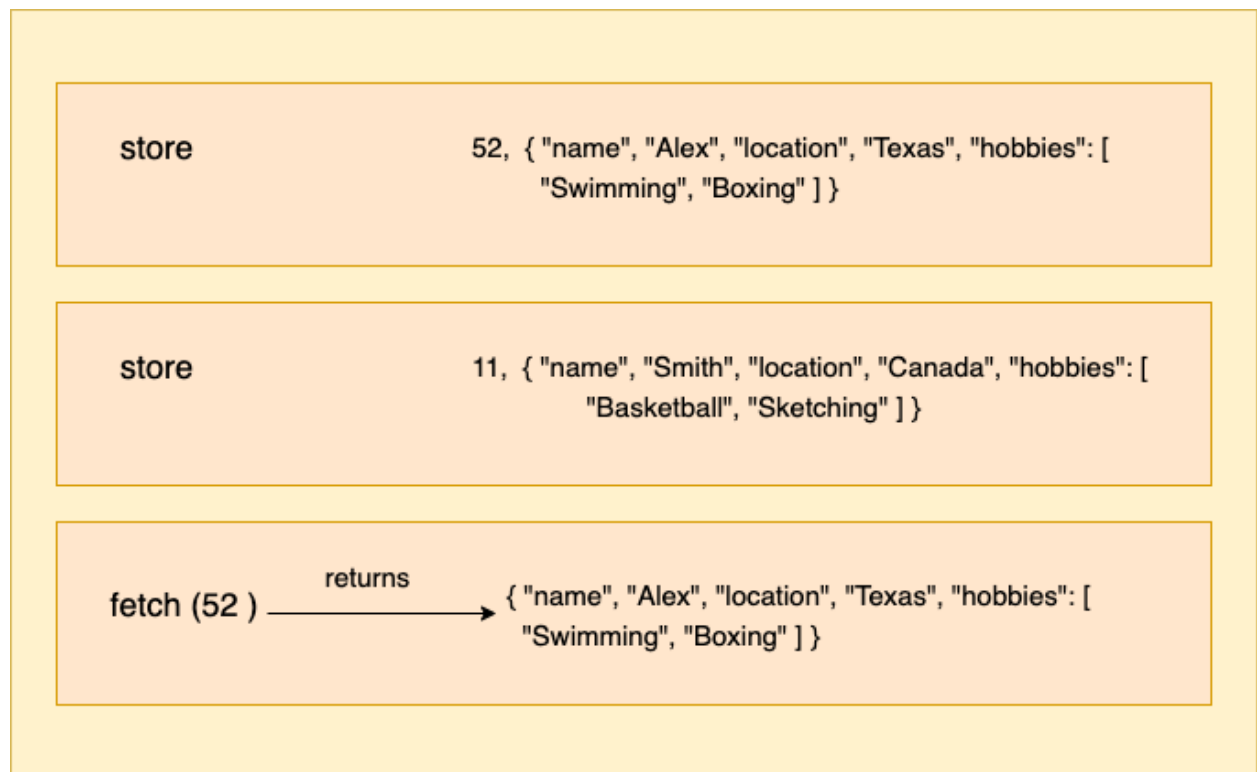 store
52, { "name", "Alex", "location", "Texas", "hobbies": [
"Swimming", "Boxing" ] }
store
11, { "name", "Smith", "location", "Canada", "hobbies": [
"Basketball", "Sketching" ] }
fetch (52 )
returns
{ "name", "Alex", "location", "Texas", "hobbies": [
"Swimming", "Boxing" ] }